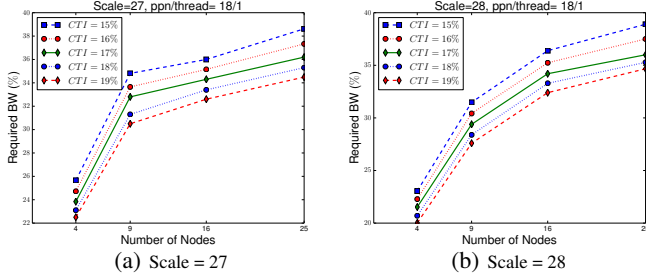 Scale=27, ppn/thread= 18/1
CTI = 15%
CTI = 16%
CTI = 17%
CTI = 18%
CTI = 19%
Required BW (%)
40
38
36
34
32
30
28
26
24
22
4 9 16 25
Number of Nodes
(a) Scale = 27
Scale=28, ppn/thread= 18/1
CTI = 15%
CTI = 16%
CTI = 17%
CTI = 18%
CTI = 19%
Required BW (%)
35
30
25
20
4 9 16 25
Number of Nodes
(b) Scale = 28